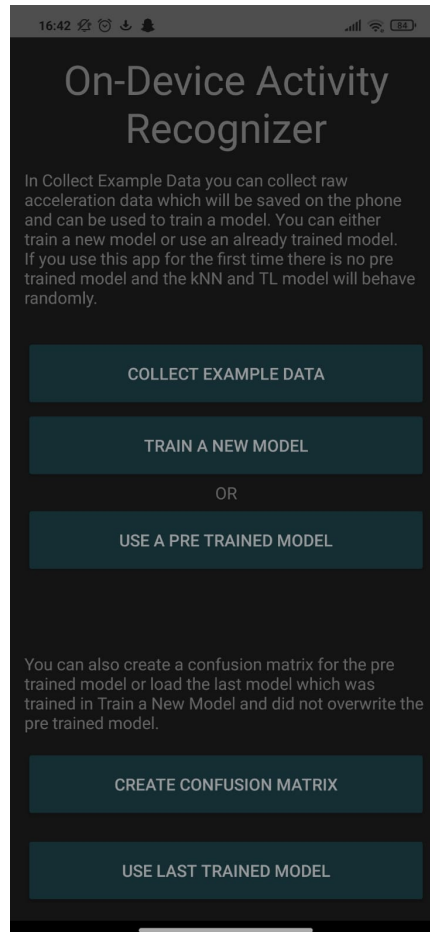 16:42
84
On-Device Activity
Recognizer
In Collect Example Data you can collect raw
acceleration data which will be saved on the phone
and can be used to train a model. You can either
train a new model or use an already trained model.
If you use this app for the first time there is no pre
trained model and the kNN and TL model will behave
randomly.
COLLECT EXAMPLE DATA
TRAIN A NEW MODEL
OR
USE A PRE TRAINED MODEL
You can also create a confusion matrix for the pre
trained model or load the last model which was
trained in Train a New Model and did not overwrite the
pre trained model.
CREATE CONFUSION MATRIX
USE LAST TRAINED MODEL